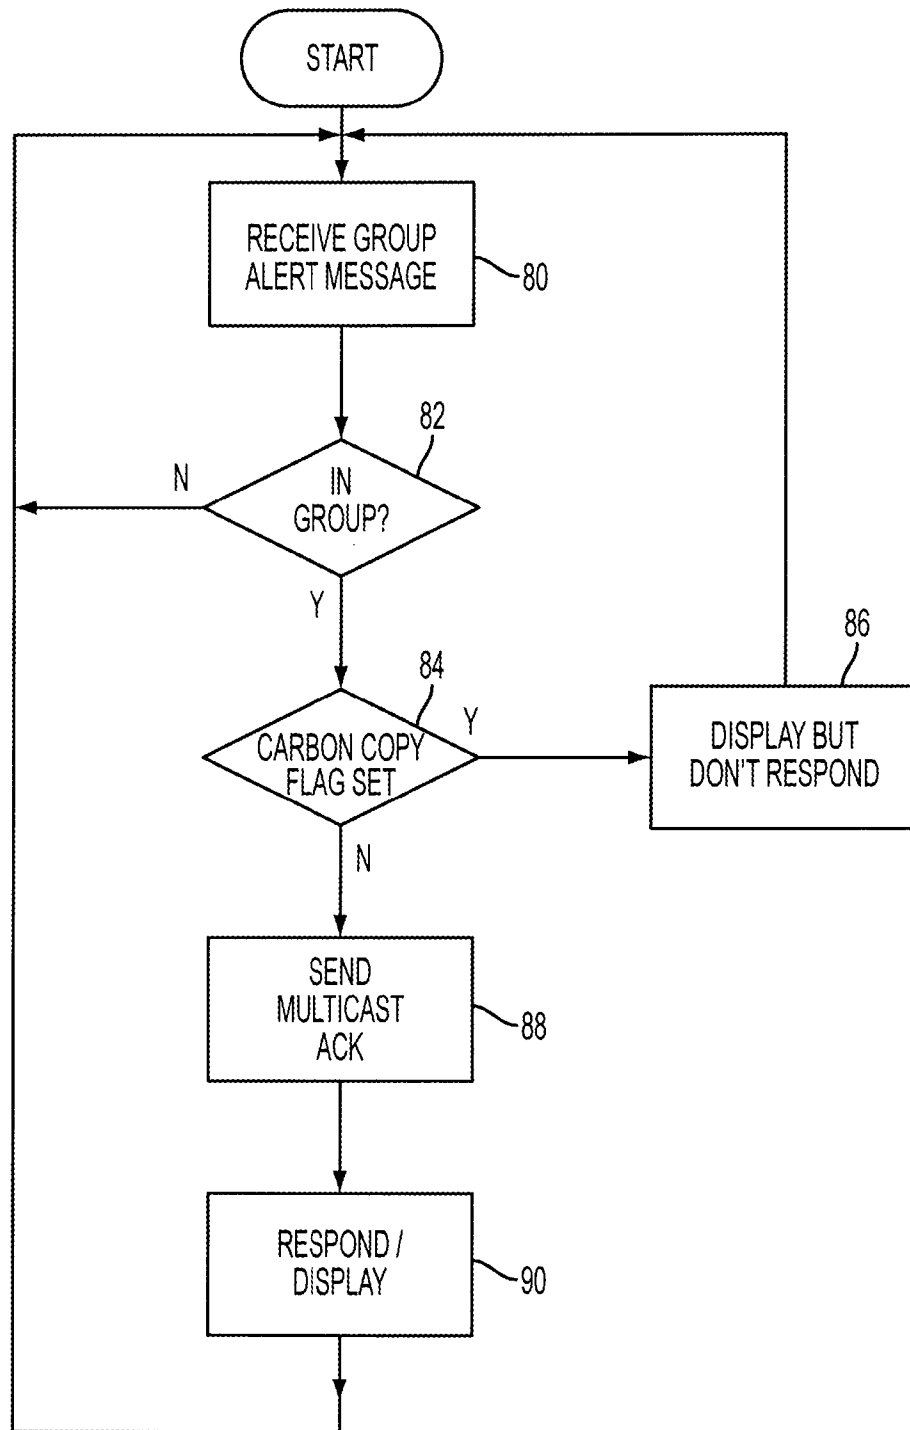 START
RECEIVE GROUP
ALERT MESSAGE
80
82
N
IN
GROUP?
Y
84
86
CARBON COPY
FLAG SET
Y
DISPLAY BUT
DON'T RESPOND
N
SEND
MULTICAST
ACK
88
RESPOND /
DISPLAY
90